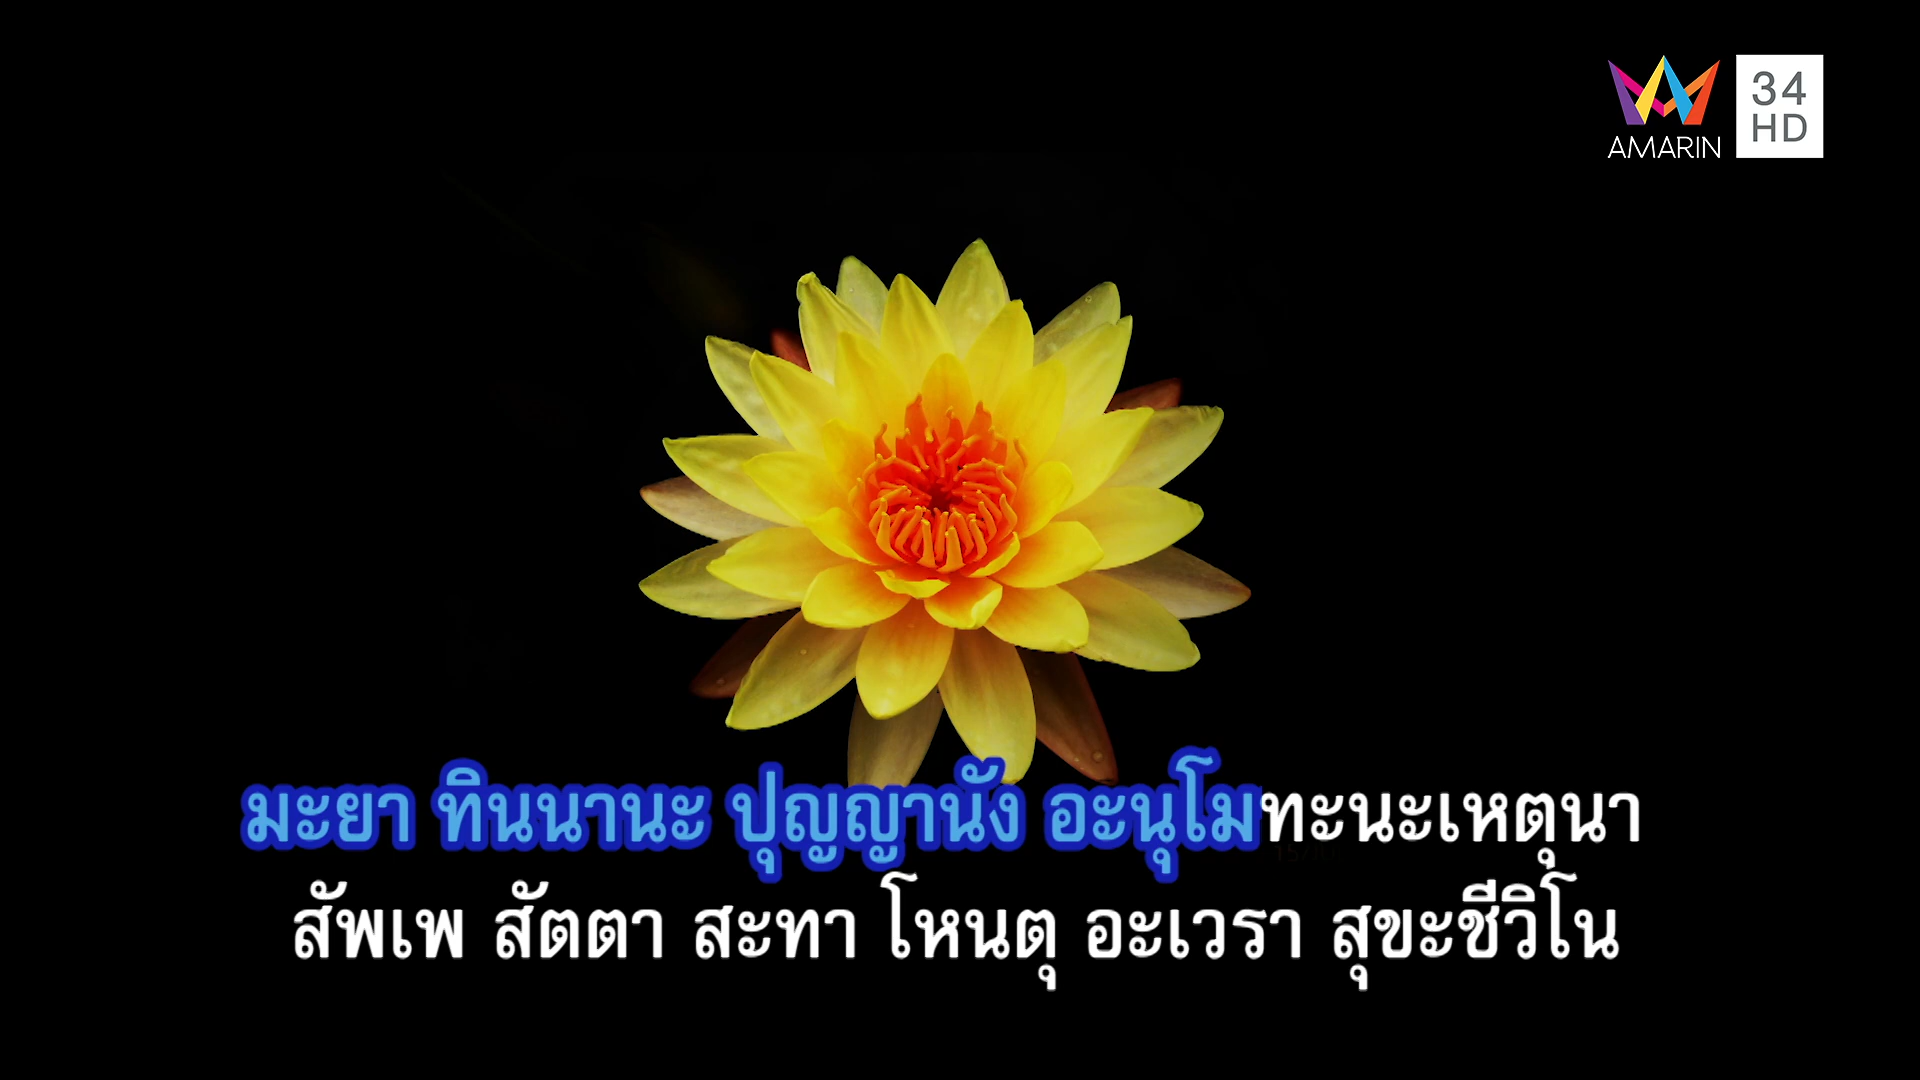 AMARIN
34
HD
มะยา ทินนานะ ปุญญานัง อะนุโมทะนะเหตุนา
สัพเพ สัตตา สะทา โหนตุ อะเวรา สุขะชีวิโน